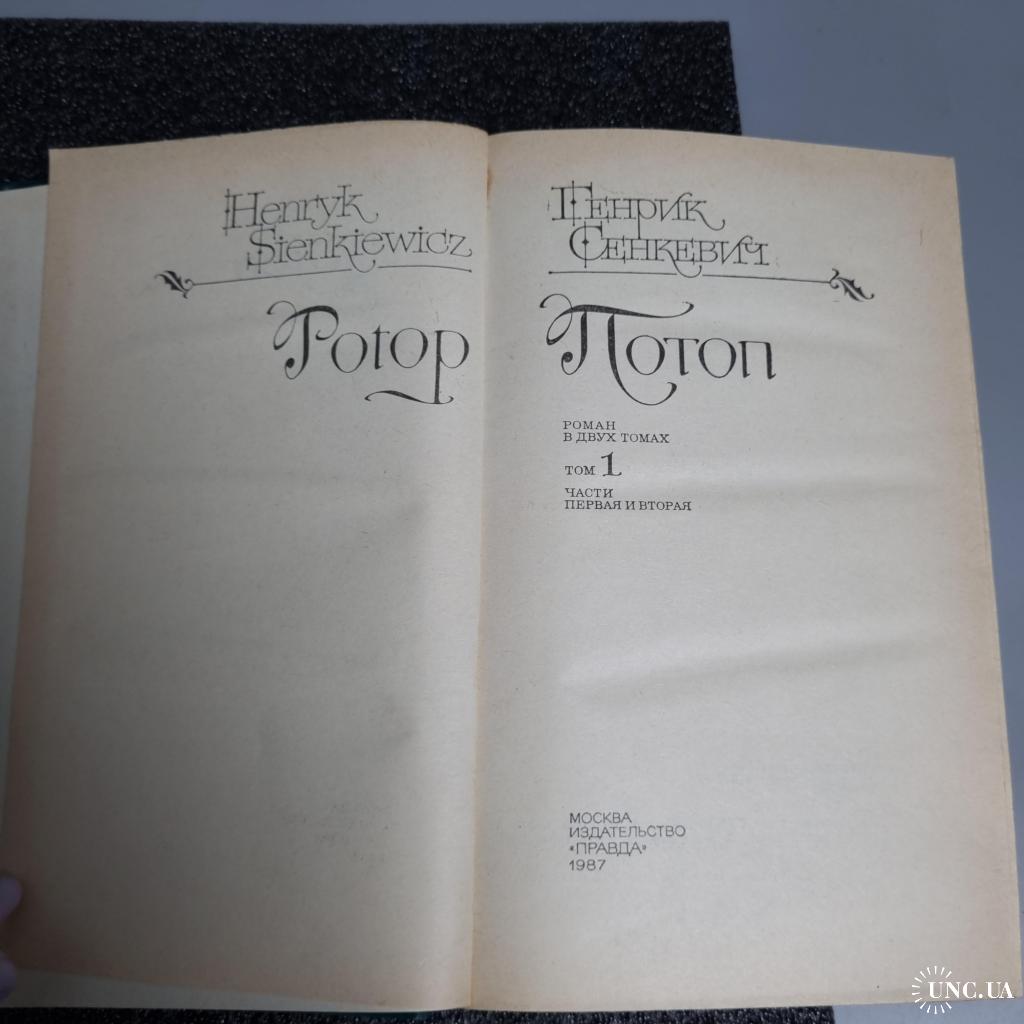 Henryk
Sienkiewicz
Potop
Генрик
Сенкевич
Потоп
РОМАН
В ДВУХ ТОМАХ
ТОМ 1
ЧАСТИ
ПЕРВАЯ И ВТОРАЯ
МОСКВА
ИЗДАТЕЛЬСТВО
«ПРАВДА»
1987
UNC.UA